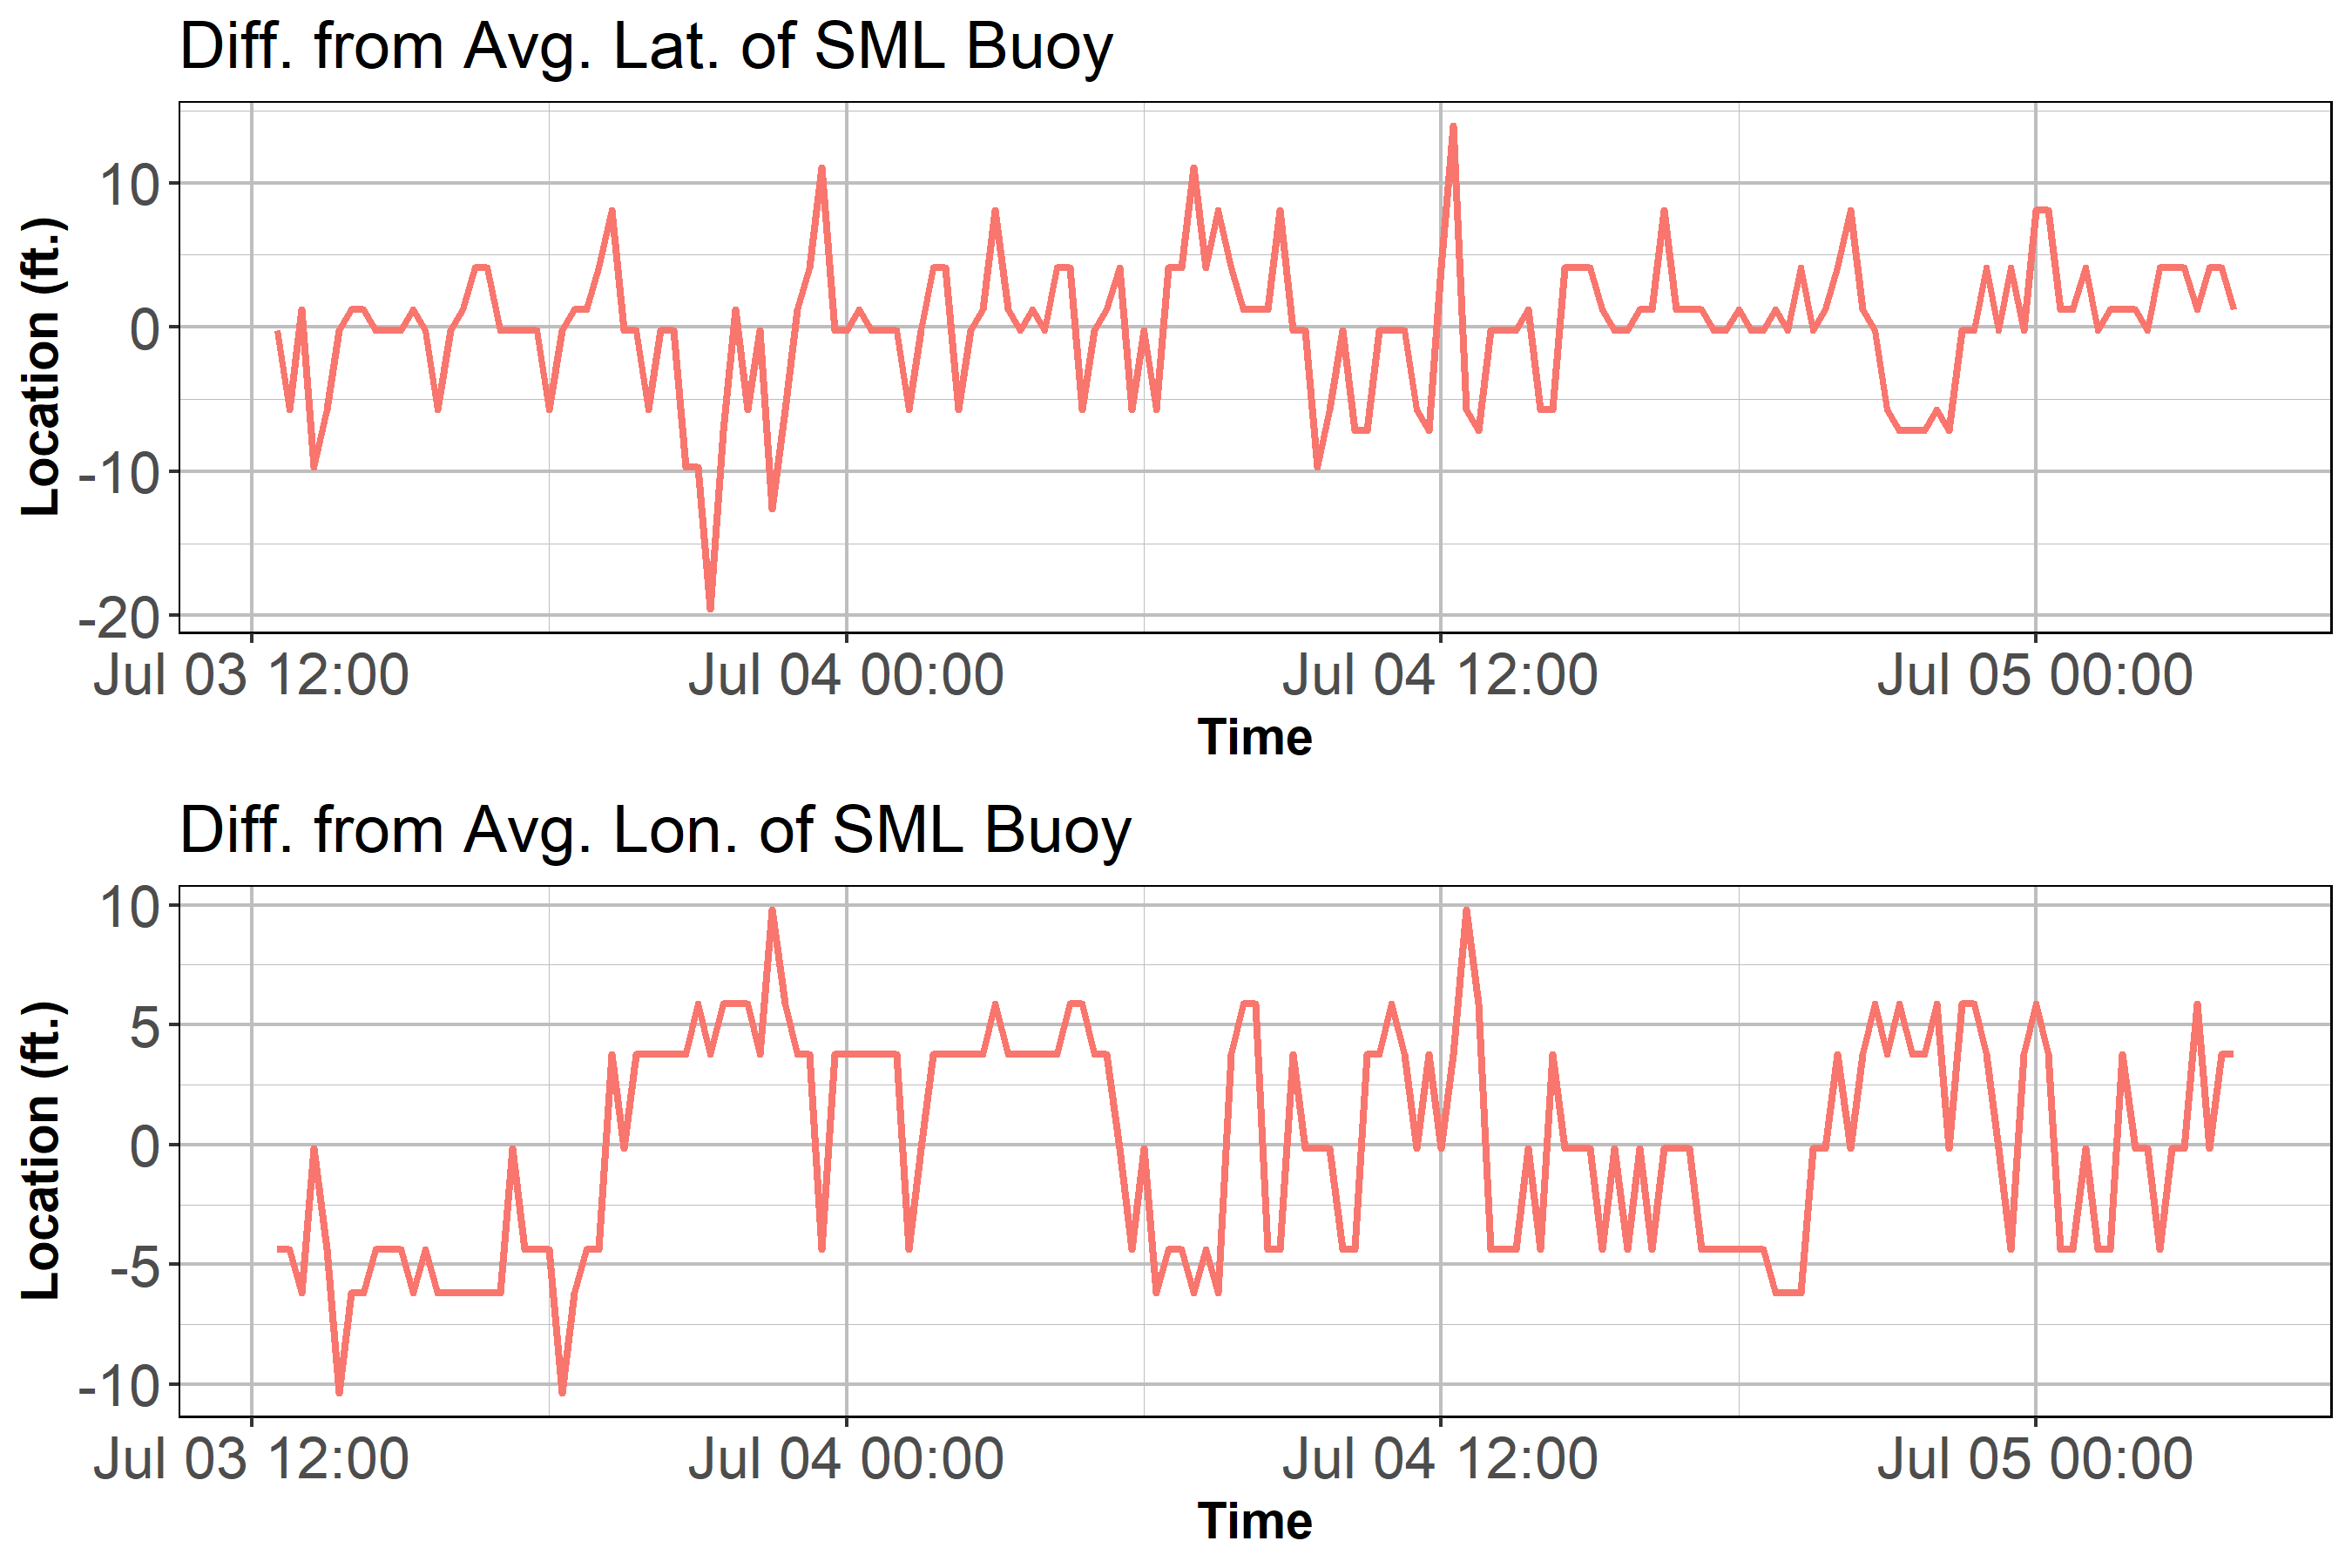 Diff. from Avg. Lat. of SML Buoy
Location (ft.)
10
0
-10
-20
Jul 03 12:00 Jul 04 00:00 Jul 04 12:00 Jul 05 00:00
Time
Diff. from Avg. Lon. of SML Buoy
Location (ft.)
10
5
0
-5
-10
Jul 03 12:00 Jul 04 00:00 Jul 04 12:00 Jul 05 00:00
Time